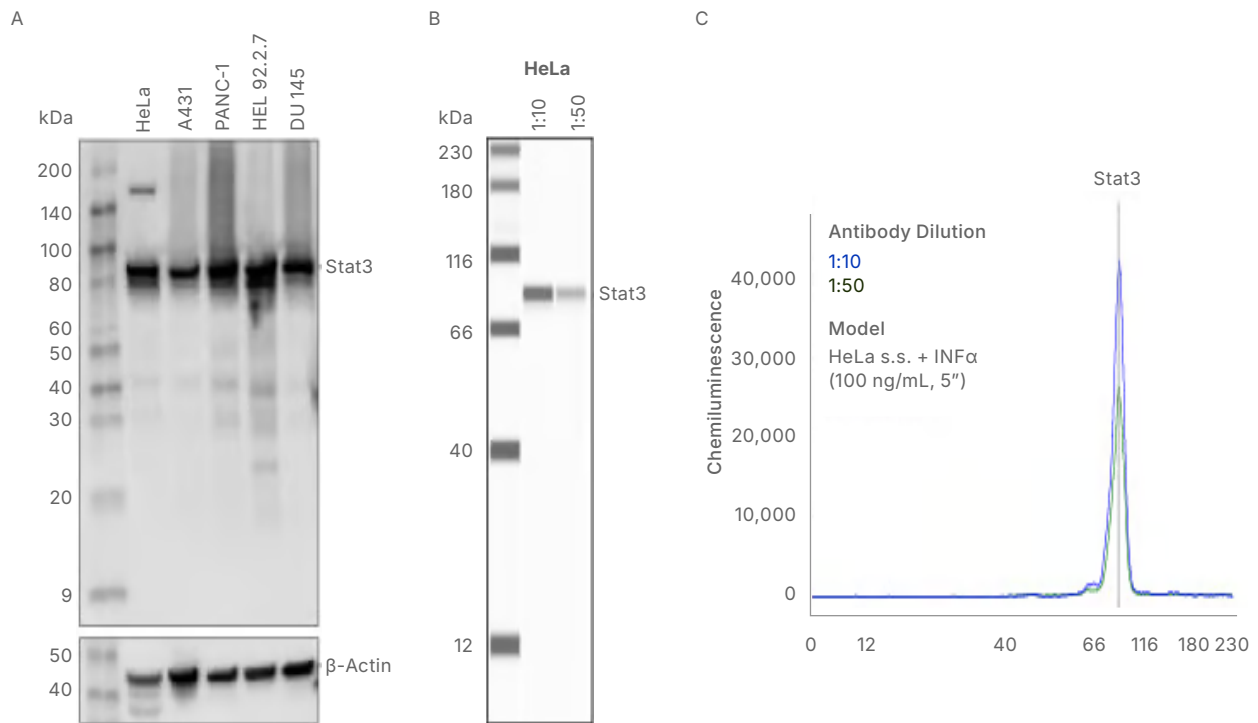 A
kDa
HeLa
A431
PANC-1
HEL 92.2.7
DU 145
200
140
100
80
60
50
40
30
20
9
Stat3
50
40
β-Actin
B
HeLa
kDa
1:10
1:50
230
180
116
66
40
12
Stat3
C
Stat3
Antibody Dilution
1:10
1:50
Model
HeLa s.s. + INFα
(100 ng/mL, 5”)
Chemiluminescence
40,000
30,000
20,000
10,000
0
0 12 40 66 116 180 230